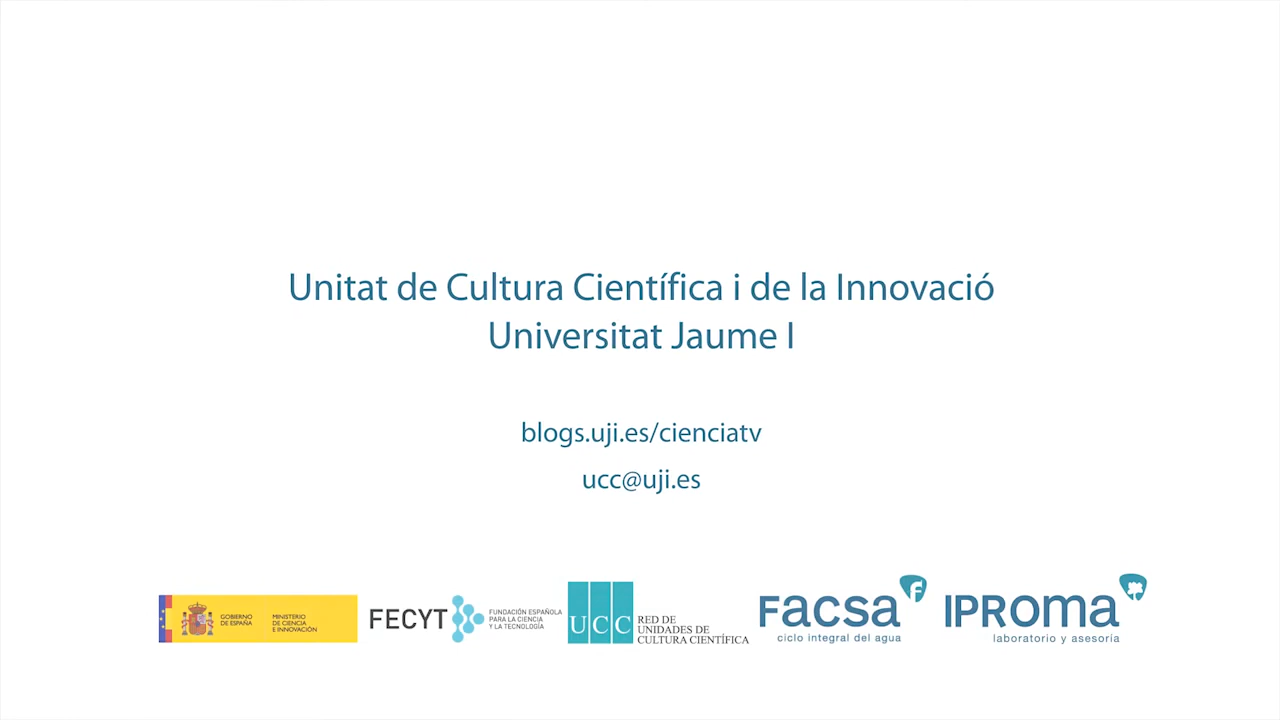 Unitat de Cultura Científica i de la Innovació
Universitat Jaume I
blogs.uji.es/cienciatv
ucc@uji.es
GOBIERNO
DE ESPAÑA
MINISTERIO
DE CIENCIA
E INNOVACIÓN
FECYT
FUNDACIÓN ESPAÑOLA
PARA LA CIENCIA
Y LA TECNOLOGÍA
UCC
RED DE
UNIDADES DE
CULTURA CIENTÍFICA
FACSA
f
ciclo integral del agua
IPROMA
laboratorio y asesoría